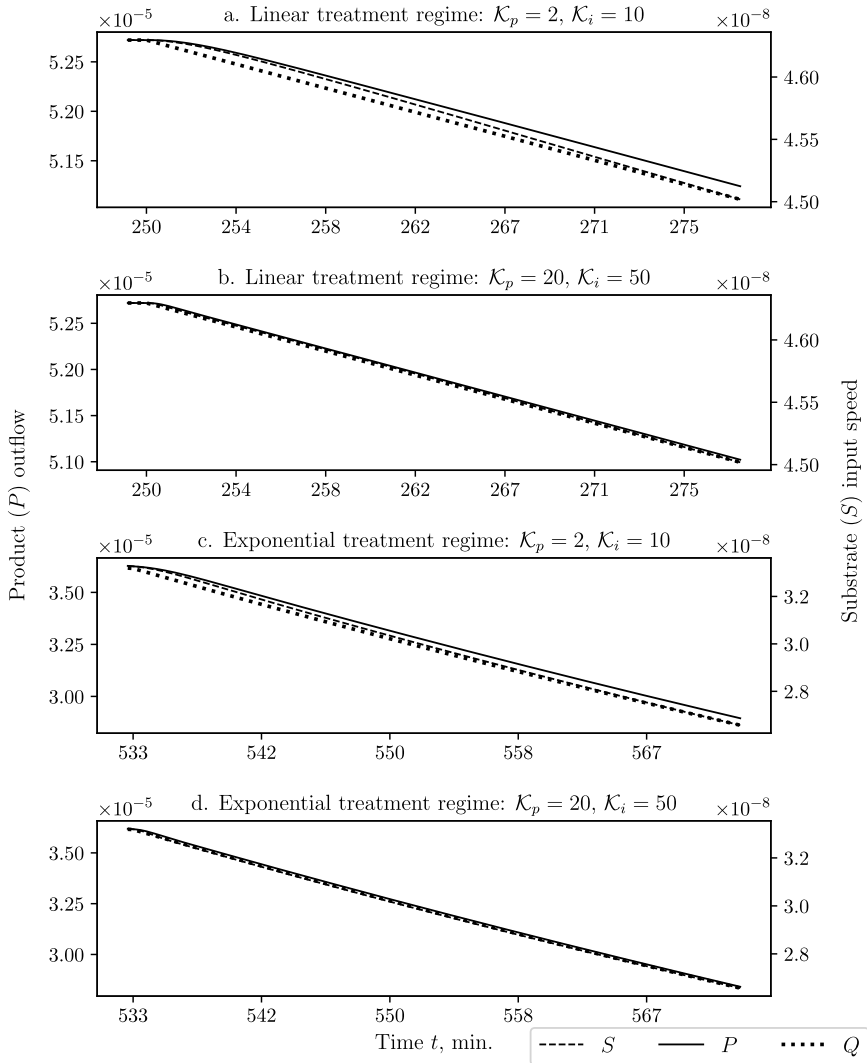 a. Linear treatment regime: 𝒦p = 2, 𝒦i = 10
×10⁻⁵ ×10⁻⁸
5.25
5.20
5.15
4.60
4.55
4.50
250 254 258 262 267 271 275
b. Linear treatment regime: 𝒦p = 20, 𝒦i = 50
×10⁻⁵ ×10⁻⁸
5.25
5.20
5.15
5.10
4.60
4.55
4.50
250 254 258 262 267 271 275
Product (P) outflow
Substrate (S) input speed
c. Exponential treatment regime: 𝒦p = 2, 𝒦i = 10
×10⁻⁵ ×10⁻⁸
3.50
3.25
3.00
3.2
3.0
2.8
533 542 550 558 567
d. Exponential treatment regime: 𝒦p = 20, 𝒦i = 50
×10⁻⁵ ×10⁻⁸
3.50
3.25
3.00
3.2
3.0
2.8
533 542 550 558 567
Time t, min.
S P Q